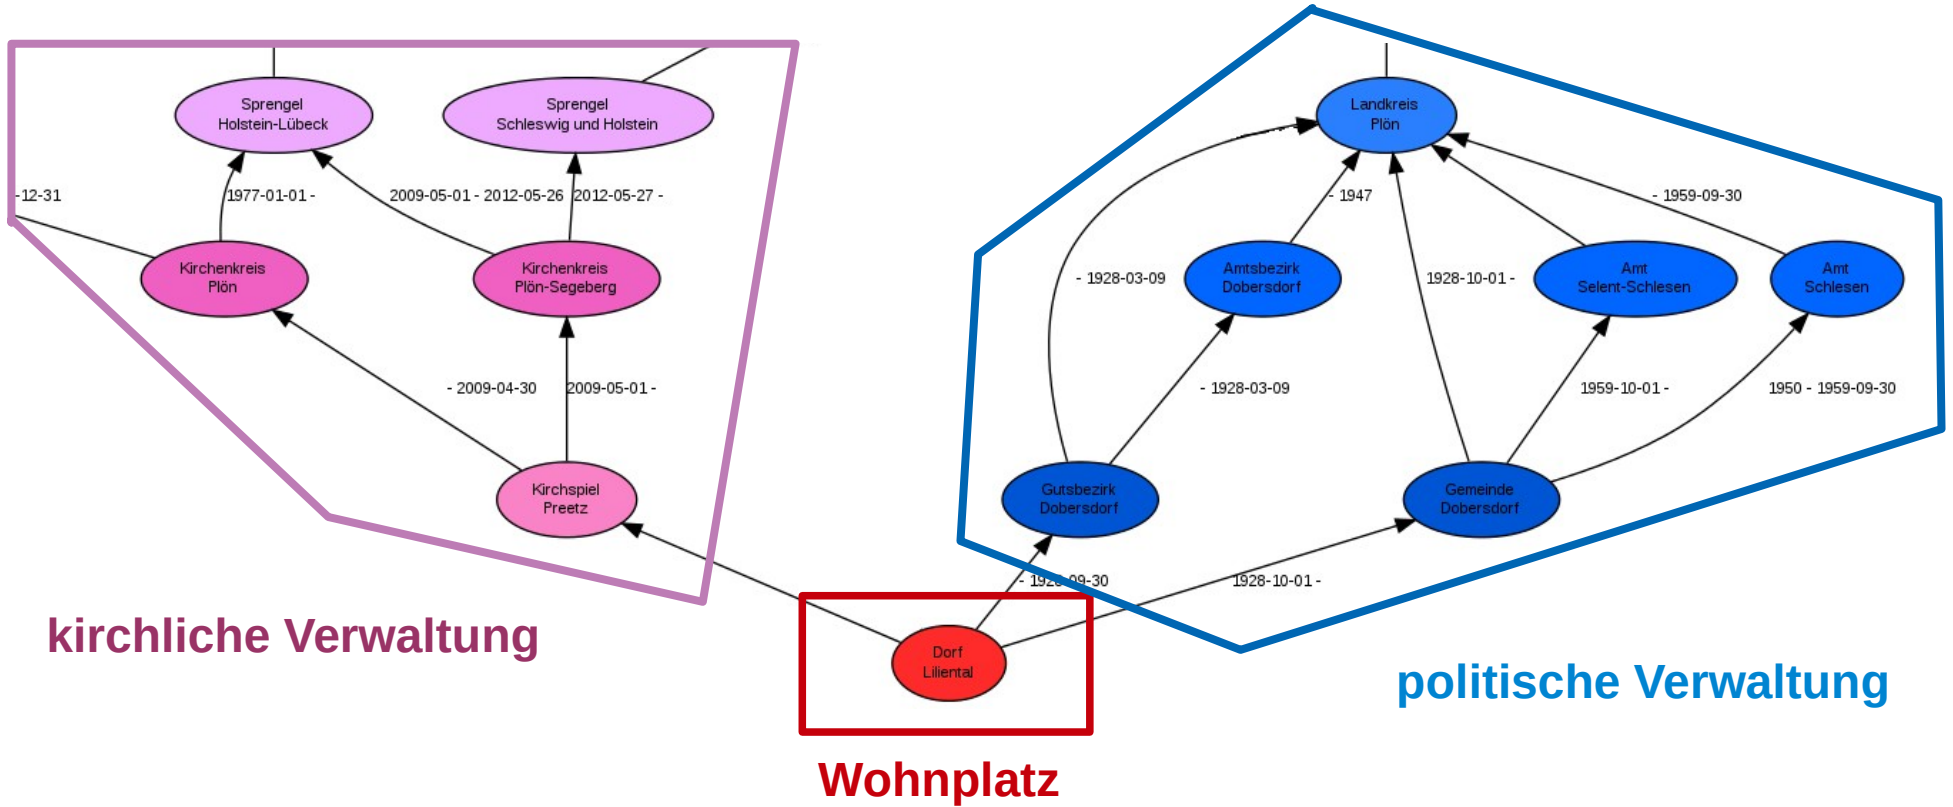 Sprengel
Holstein-Lübeck
Sprengel
Schleswig und Holstein
Landkreis
Plön
-12-31
1977-01-01 -
2009-05-01 - 2012-05-26
2012-05-27 -
- 1947
- 1959-09-30
Kirchenkreis
Plön
Kirchenkreis
Plön-Segeberg
- 1928-03-09
Amtsbezirk
Dobersdorf
1928-10-01 -
Amt
Selent-Schlesen
Amt
Schlesen
- 2009-04-30
2009-05-01 -
- 1928-03-09
1959-10-01 -
1950 - 1959-09-30
Kirchspiel
Preetz
Gutsbezirk
Dobersdorf
Gemeinde
Dobersdorf
- 1928-09-30
1928-10-01 -
kirchliche Verwaltung
Dorf
Liliental
politische Verwaltung
Wohnplatz